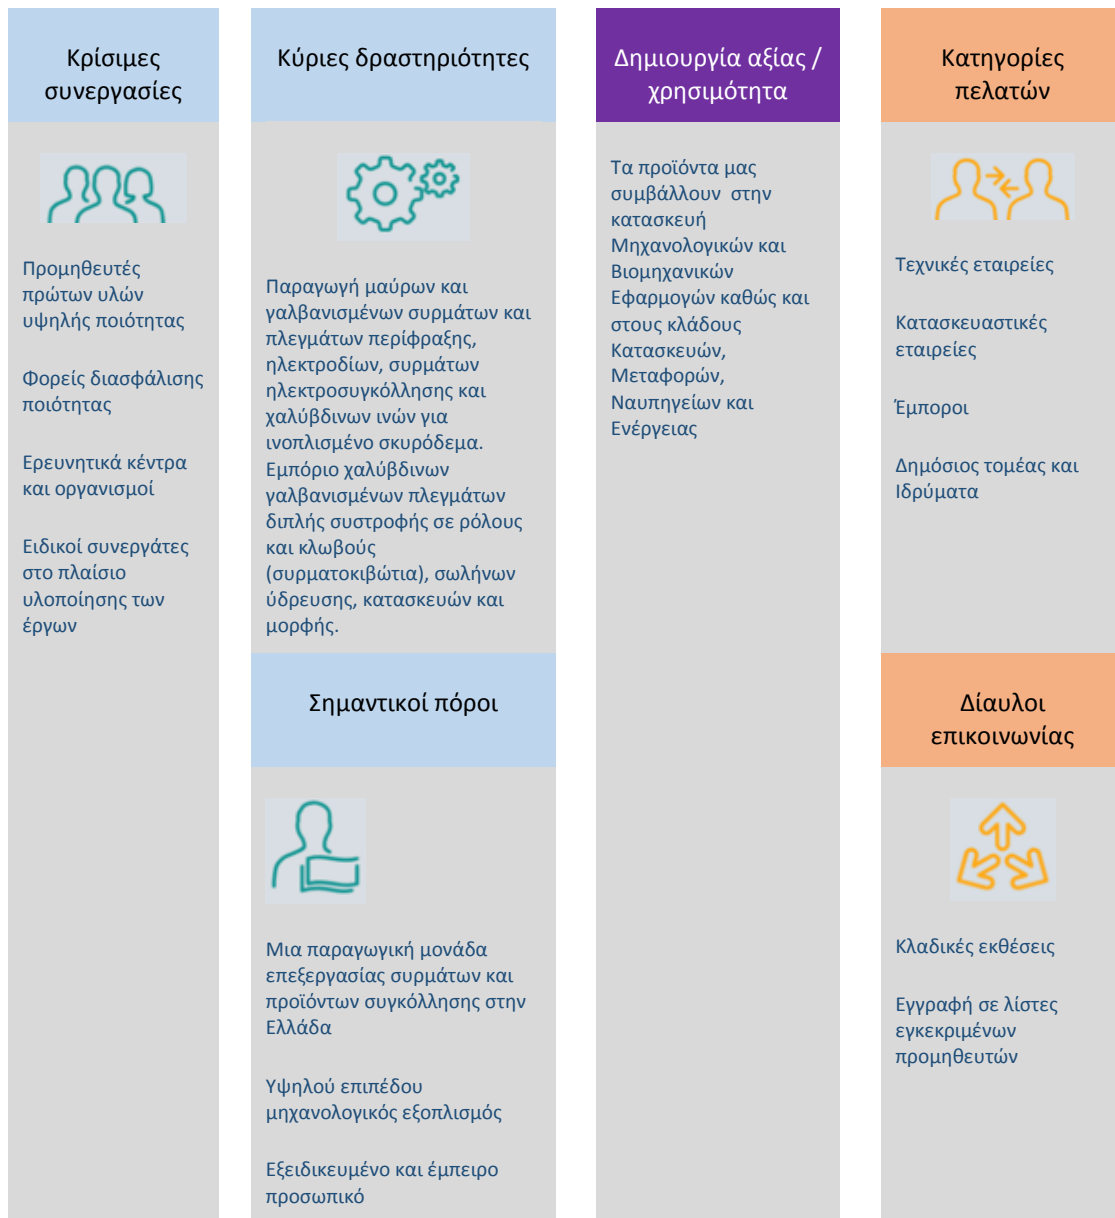 Κρίσιμες
συνεργασίες
Προμηθευτές
πρώτων υλών
υψηλής ποιότητας
Φορείς διασφάλισης
ποιότητας
Ερευνητικά κέντρα
και οργανισμοί
Ειδικοί συνεργάτες
στο πλαίσιο
υλοποίησης των
έργων
Κύριες δραστηριότητες
Παραγωγή μαύρων και
γαλβανισμένων συρμάτων και
πλεγμάτων περίφραξης,
ηλεκτροδίων, συρμάτων
ηλεκτροσυγκόλλησης και
χαλύβδινων ινών για
ινοπλισμένο σκυρόδεμα.
Εμπόριο χαλύβδινων
γαλβανισμένων πλεγμάτων
διπλής συστροφής σε ρόλους
και κλωβούς
(συρματοκιβώτια), σωλήνων
ύδρευσης, κατασκευών και
μορφής.
Σημαντικοί πόροι
Μια παραγωγική μονάδα
επεξεργασίας συρμάτων και
προϊόντων συγκόλλησης στην
Ελλάδα
Υψηλού επιπέδου
μηχανολογικός εξοπλισμός
Εξειδικευμένο και έμπειρο
προσωπικό
Δημιουργία αξίας /
χρησιμότητα
Τα προϊόντα μας
συμβάλλουν στην
κατασκευή
Μηχανολογικών και
Βιομηχανικών
Εφαρμογών καθώς και
στους κλάδους
Κατασκευών,
Μεταφορών,
Ναυπηγείων και
Ενέργειας
Κατηγορίες
πελατών
Τεχνικές εταιρείες
Κατασκευαστικές
εταιρείες
Έμποροι
Δημόσιος τομέας και
Ιδρύματα
Δίαυλοι
επικοινωνίας
Κλαδικές εκθέσεις
Εγγραφή σε λίστες
εγκεκριμένων
προμηθευτών